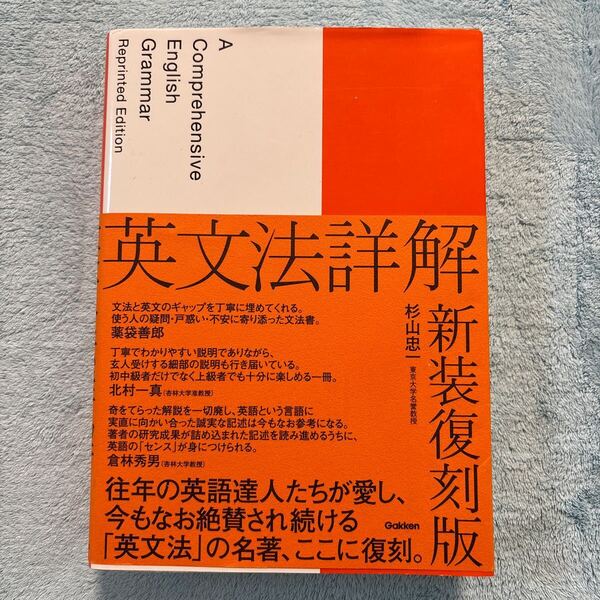 A
Comprehensive
English
Grammar
Reprinted Edition
英文法詳解
新装復刻版
杉山忠一
東京大学名誉教授
文法と英文のギャップを丁寧に埋めてくれる。
使う人の疑問・戸惑い・不安に寄り添った文法書。
薬袋善郎
丁寧でわかりやすい説明でありながら、
玄人受けする細部の説明も行き届いている。
初中級者だけでなく上級者でも十分に楽しめる一冊。
北村一真(杏林大学准教授)
奇をてらった解説を一切廃し、英語という言語に
実直に向かい合った誠実な記述は今もなお参考になる。
著者の研究成果が詰め込まれた記述を読み進めるうちに、
英語の「センス」が身につけられる。
倉林秀男(杏林大学教授)
往年の英語達人たちが愛し、
今もなお絶賛され続ける
「英文法」の名著、ここに復刻。
Gakken